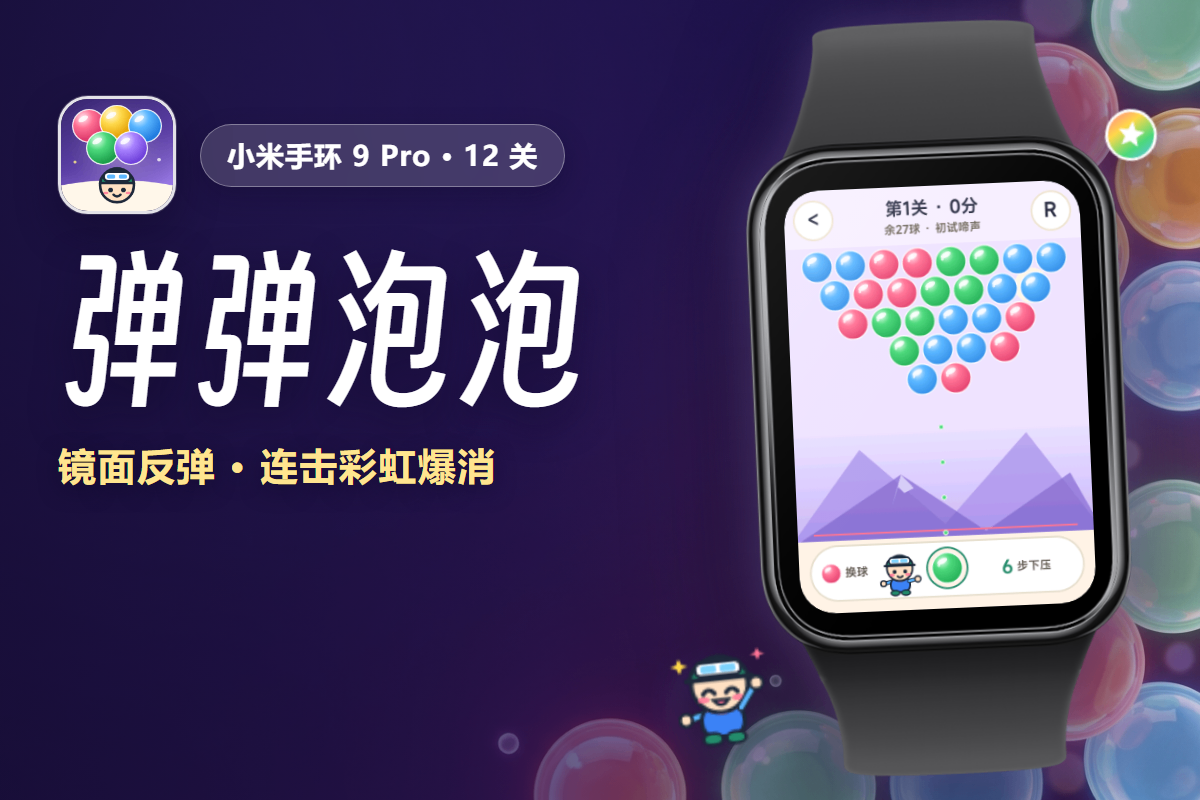 小米手环 9 Pro • 12 关
弹弹泡泡
镜面反弹 • 连击彩虹爆消
<
第1关 · 0分
R
余27球 · 初试啼声
换球
6 步下压